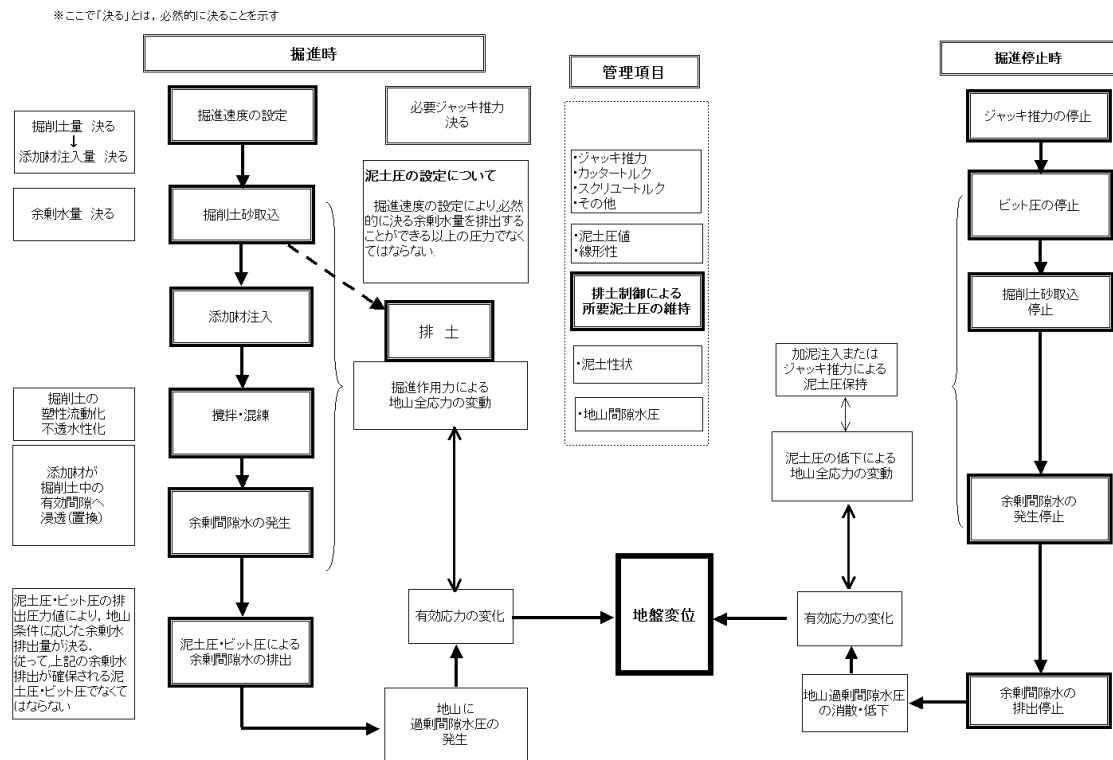 ※ここで「決る」とは，必然的に決ることを示す
掘進時
掘進速度の設定
掘削土量 決る
↓
添加材注入量 決る
余剰水量 決る
掘削土砂取込
添加材注入
掘削土の
塑性流動化
不透水性化
攪拌・混練
添加材が
掘削土中の
有効間隙へ
浸透(置換)
余剰間隙水の発生
泥土圧・ビット圧の排
出圧力値により，地山
条件に応じた余剰水
排出量が決る．
従って,上記の余剰水
排出が確保される泥
土圧・ビット圧でなくて
はならない
泥土圧・ビット圧による
余剰間隙水の排出
必要ジャッキ推力
決る
泥土圧の設定について
掘進速度の設定により,必然
的に決る余剰水量を排出する
ことができる以上の圧力でなく
てはならない.
排 土
掘進作用力による
地山全応力の変動
有効応力の変化
地山に
過剰間隙水圧の
発生
管理項目
・ジャッキ推力
・カッタートルク
・スクリュートルク
・その他
・泥土圧値
・線形性
排土制御による
所要泥土圧の維持
・泥土性状
・地山間隙水圧
地盤変位
掘進停止時
ジャッキ推力の停止
ビット圧の停止
掘削土砂取込
停止
加泥注入または
ジャッキ推力による
泥土圧保持
泥土圧の低下による
地山全応力の変動
余剰間隙水の
発生停止
有効応力の変化
地山過剰間隙水圧
の消散・低下
余剰間隙水の
排出停止